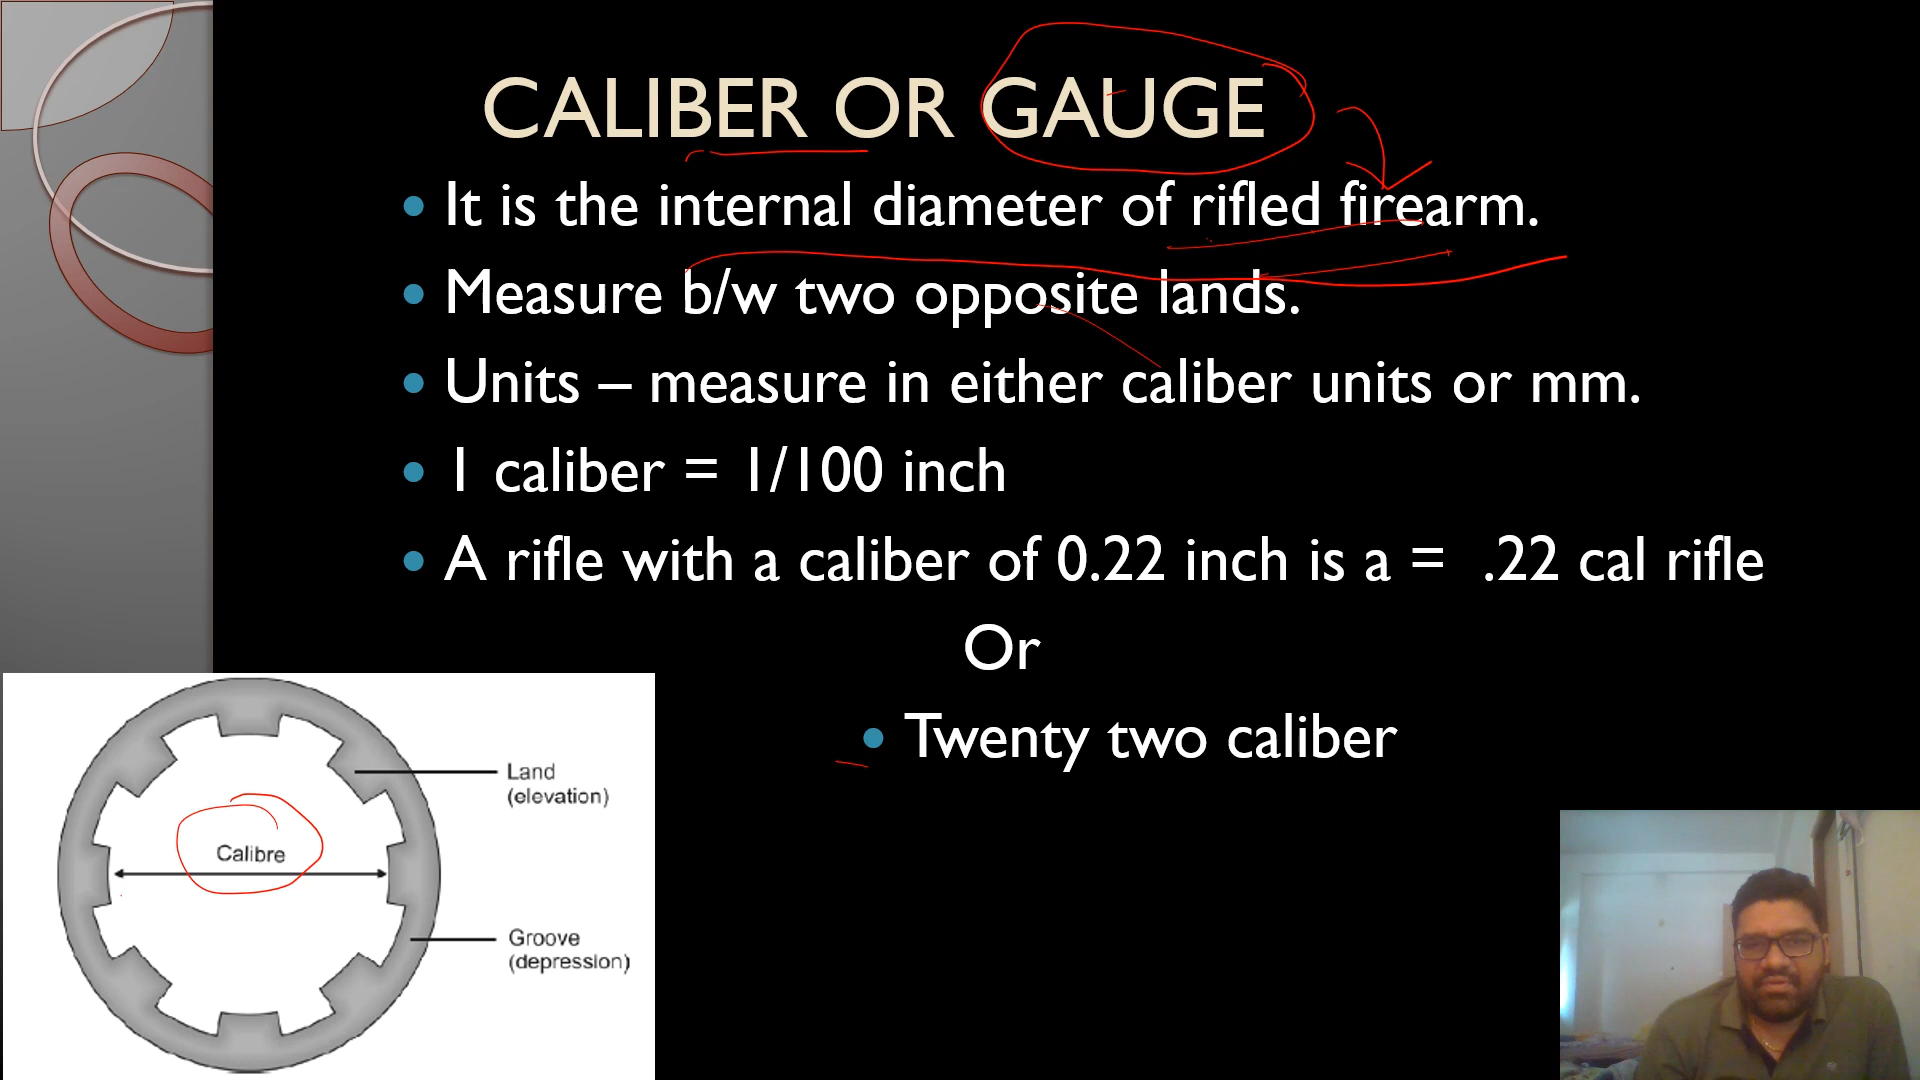 CALIBER OR GAUGE
It is the internal diameter of rifled firearm.
Measure b/w two opposite lands.
Units – measure in either caliber units or mm.
1 caliber = 1/100 inch
A rifle with a caliber of 0.22 inch is a = .22 cal rifle
Or
Twenty two caliber
Land
(elevation)
Calibre
Groove
(depression)